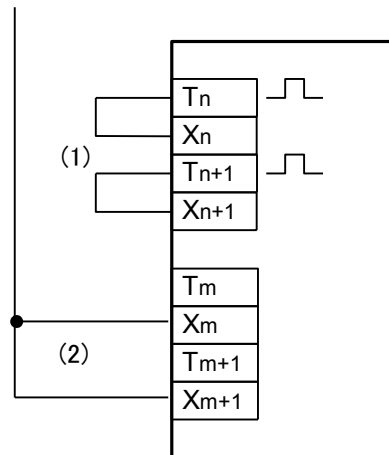 Tn
Xn
(1)
Tn+1
Xn+1
Tm
Xm
(2)
Tm+1
Xm+1